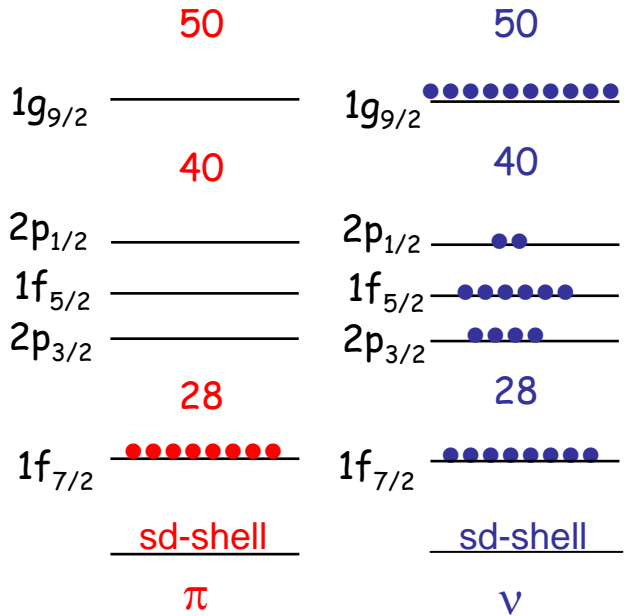 50 50
1g9/2 1g9/2
40 40
2p1/2 2p1/2
1f5/2 1f5/2
2p3/2 2p3/2
28 28
1f7/2 1f7/2
sd-shell sd-shell
π ν